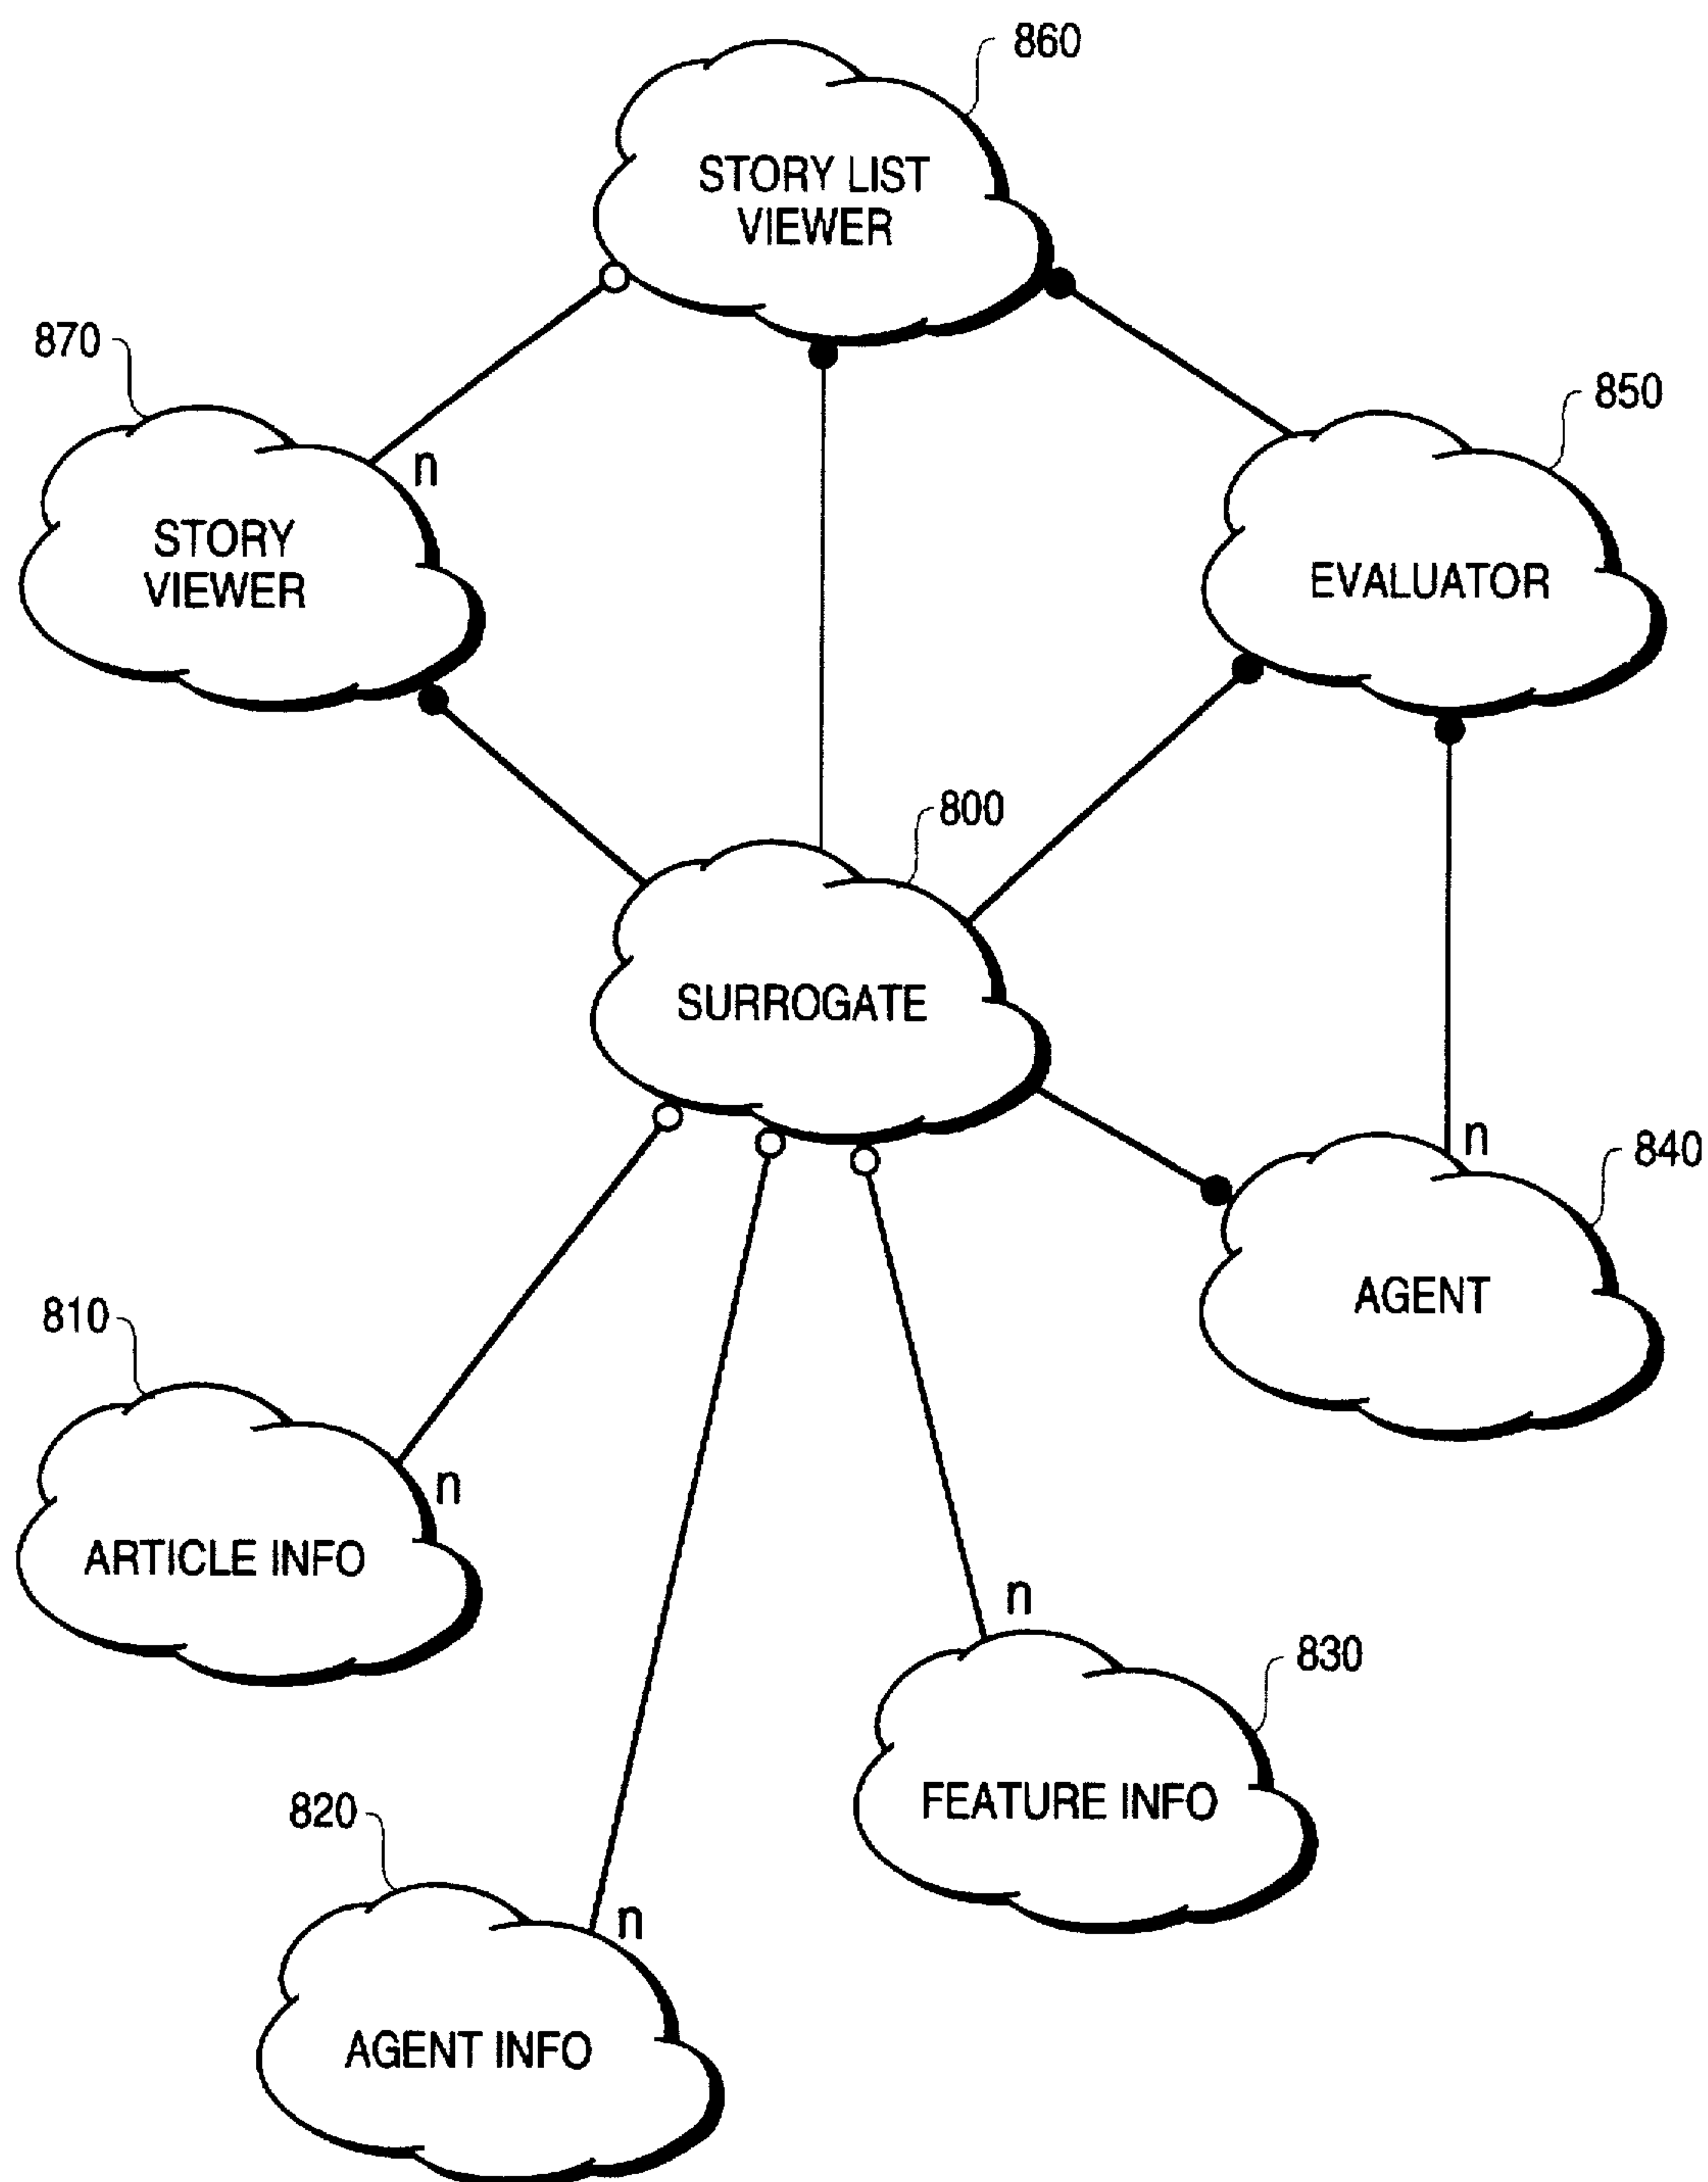 860
STORY LIST
VIEWER
870
850
n
STORY
VIEWER
EVALUATOR
800
SURROGATE
n
840
AGENT
810
n
ARTICLE INFO
n
830
FEATURE INFO
820
n
AGENT INFO